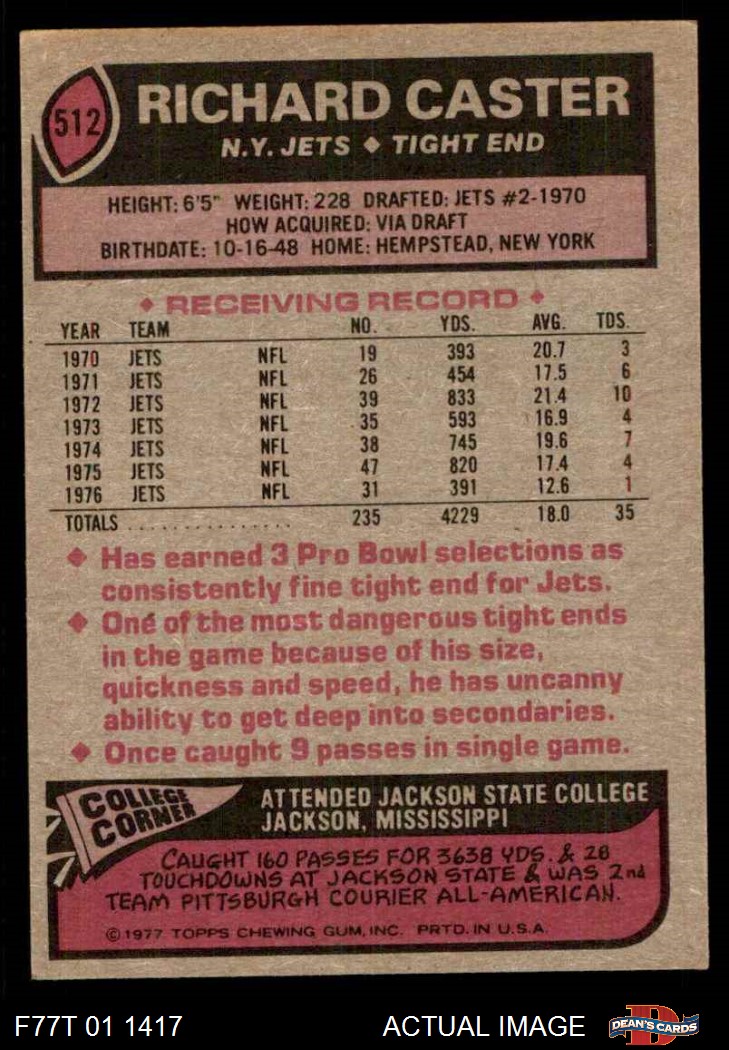 512
RICHARD CASTER
N.Y. JETS ♦ TIGHT END
HEIGHT: 6'5" WEIGHT: 228 DRAFTED: JETS #2-1970
HOW ACQUIRED: VIA DRAFT
BIRTHDATE: 10-16-48 HOME: HEMPSTEAD, NEW YORK
♦ RECEIVING RECORD ♦
YEAR TEAM NO. YDS. AVG. TDS.
1970 JETS NFL 19 393 20.7 3
1971 JETS NFL 26 454 17.5 6
1972 JETS NFL 39 833 21.4 10
1973 JETS NFL 35 593 16.9 4
1974 JETS NFL 38 745 19.6 7
1975 JETS NFL 47 820 17.4 4
1976 JETS NFL 31 391 12.6 1
TOTALS ................ 235 4229 18.0 35
♦ Has earned 3 Pro Bowl selections as
consistently fine tight end for Jets.
♦ One of the most dangerous tight ends
in the game because of his size,
quickness and speed, he has uncanny
ability to get deep into secondaries.
♦ Once caught 9 passes in single game.
COLLEGE
CORNER
ATTENDED JACKSON STATE COLLEGE
JACKSON, MISSISSIPPI
CAUGHT 160 PASSES FOR 3638 YDS. & 28
TOUCHDOWNS AT JACKSON STATE & WAS 2nd
TEAM PITTSBURGH COURIER ALL-AMERICAN.
©1977 TOPPS CHEWING GUM, INC. PRTD. IN U.S.A.
F77T 01 1417
ACTUAL IMAGE
DEAN'S CARDS